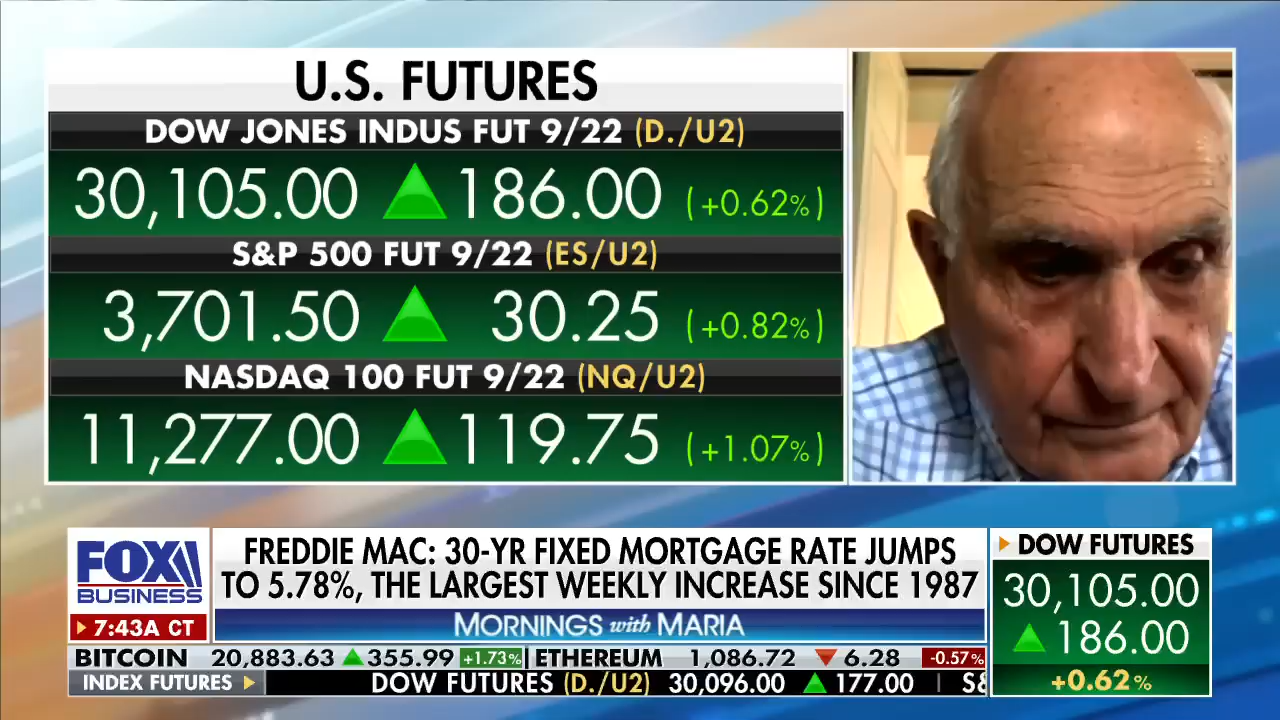 U.S. FUTURES
DOW JONES INDUS FUT 9/22 (D./U2)
30,105.00 ▲ 186.00 (+0.62%)
S&P 500 FUT 9/22 (ES/U2)
3,701.50 ▲ 30.25 (+0.82%)
NASDAQ 100 FUT 9/22 (NQ/U2)
11,277.00 ▲ 119.75 (+1.07%)
FOX
BUSINESS
7:43A CT
FREDDIE MAC: 30-YR FIXED MORTGAGE RATE JUMPS
TO 5.78%, THE LARGEST WEEKLY INCREASE SINCE 1987
MORNINGS with MARIA
DOW FUTURES
30,105.00
▲ 186.00
+0.62%
BITCOIN 20,883.63 ▲ 355.99 +1.73% ETHEREUM 1,086.72 ▼ 6.28 -0.57%
INDEX FUTURES DOW FUTURES (D./U2) 30,096.00 ▲ 177.00 | S&